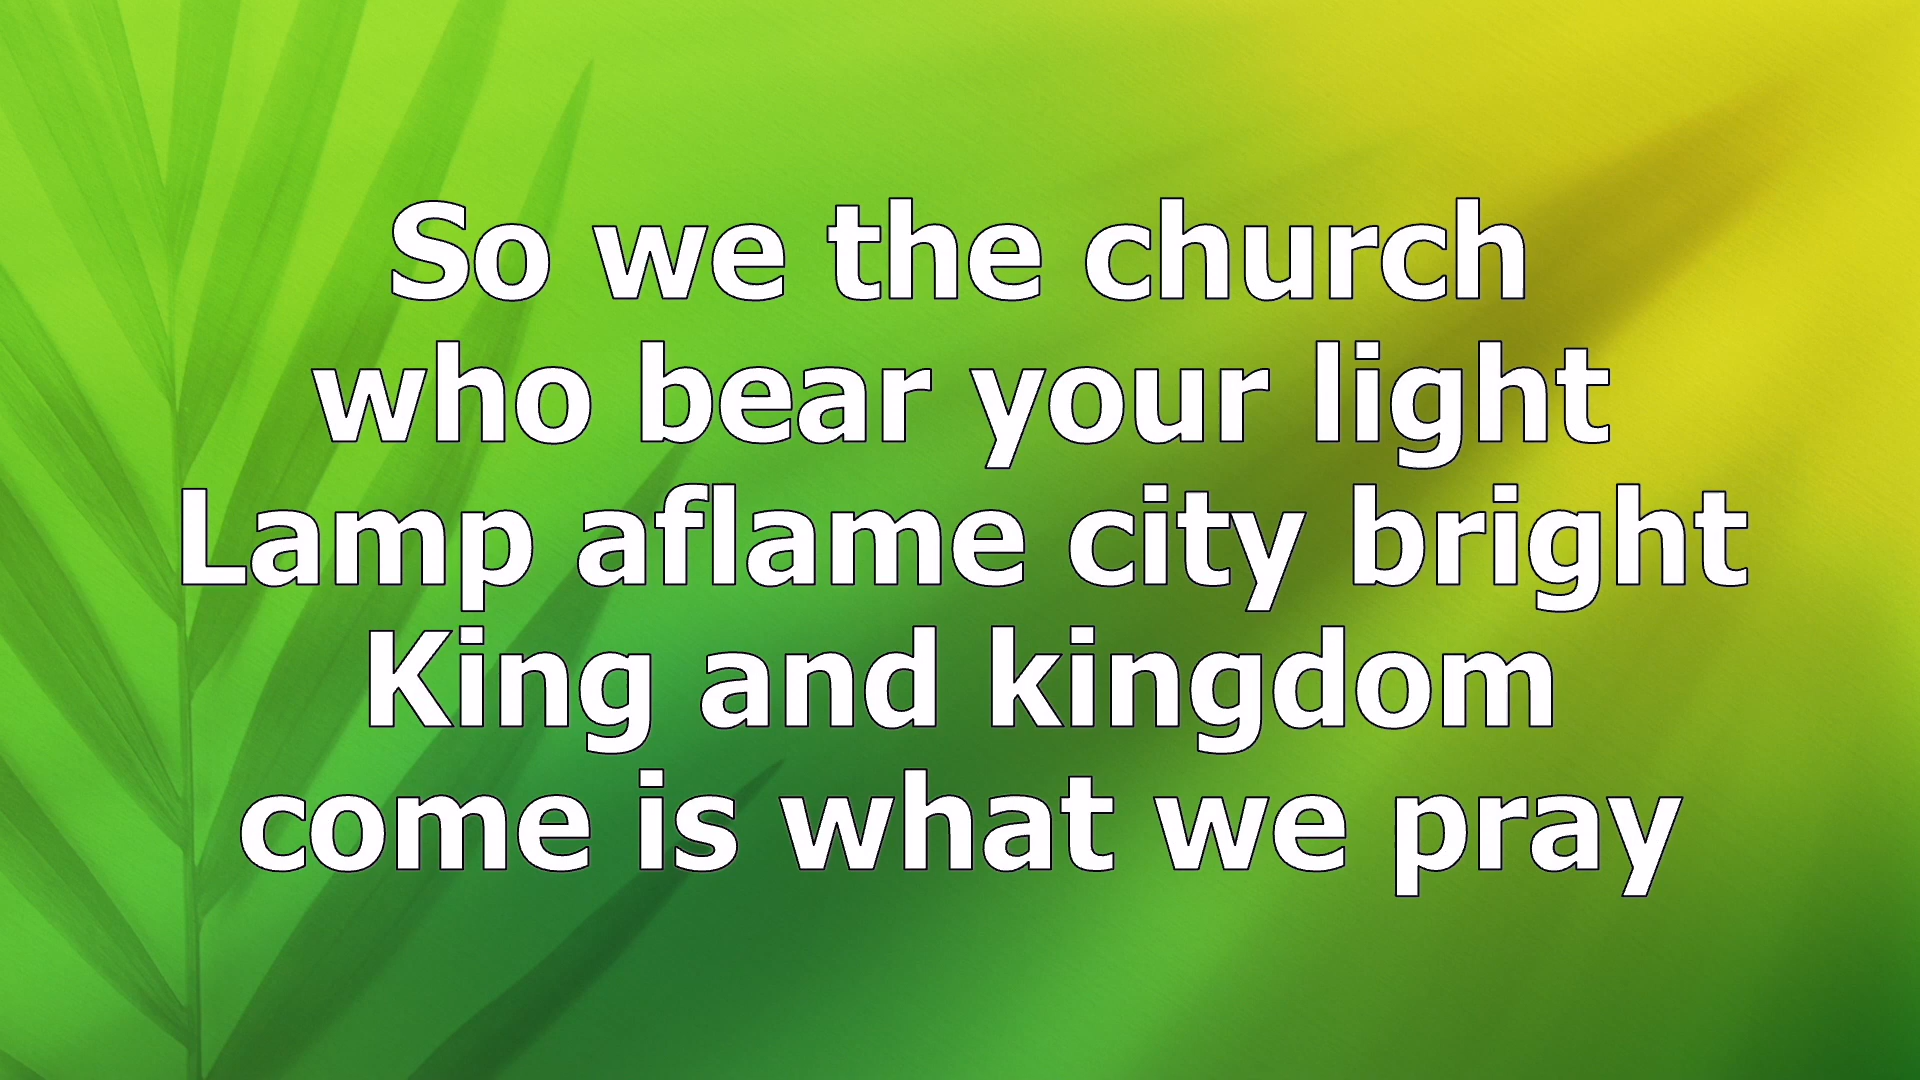 So we the church
who bear your light
Lamp aflame city bright
King and kingdom
come is what we pray